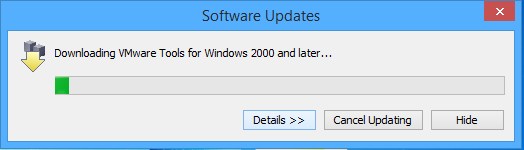 Software Updates
Downloading VMware Tools for Windows 2000 and later...
Details >> Cancel Updating Hide